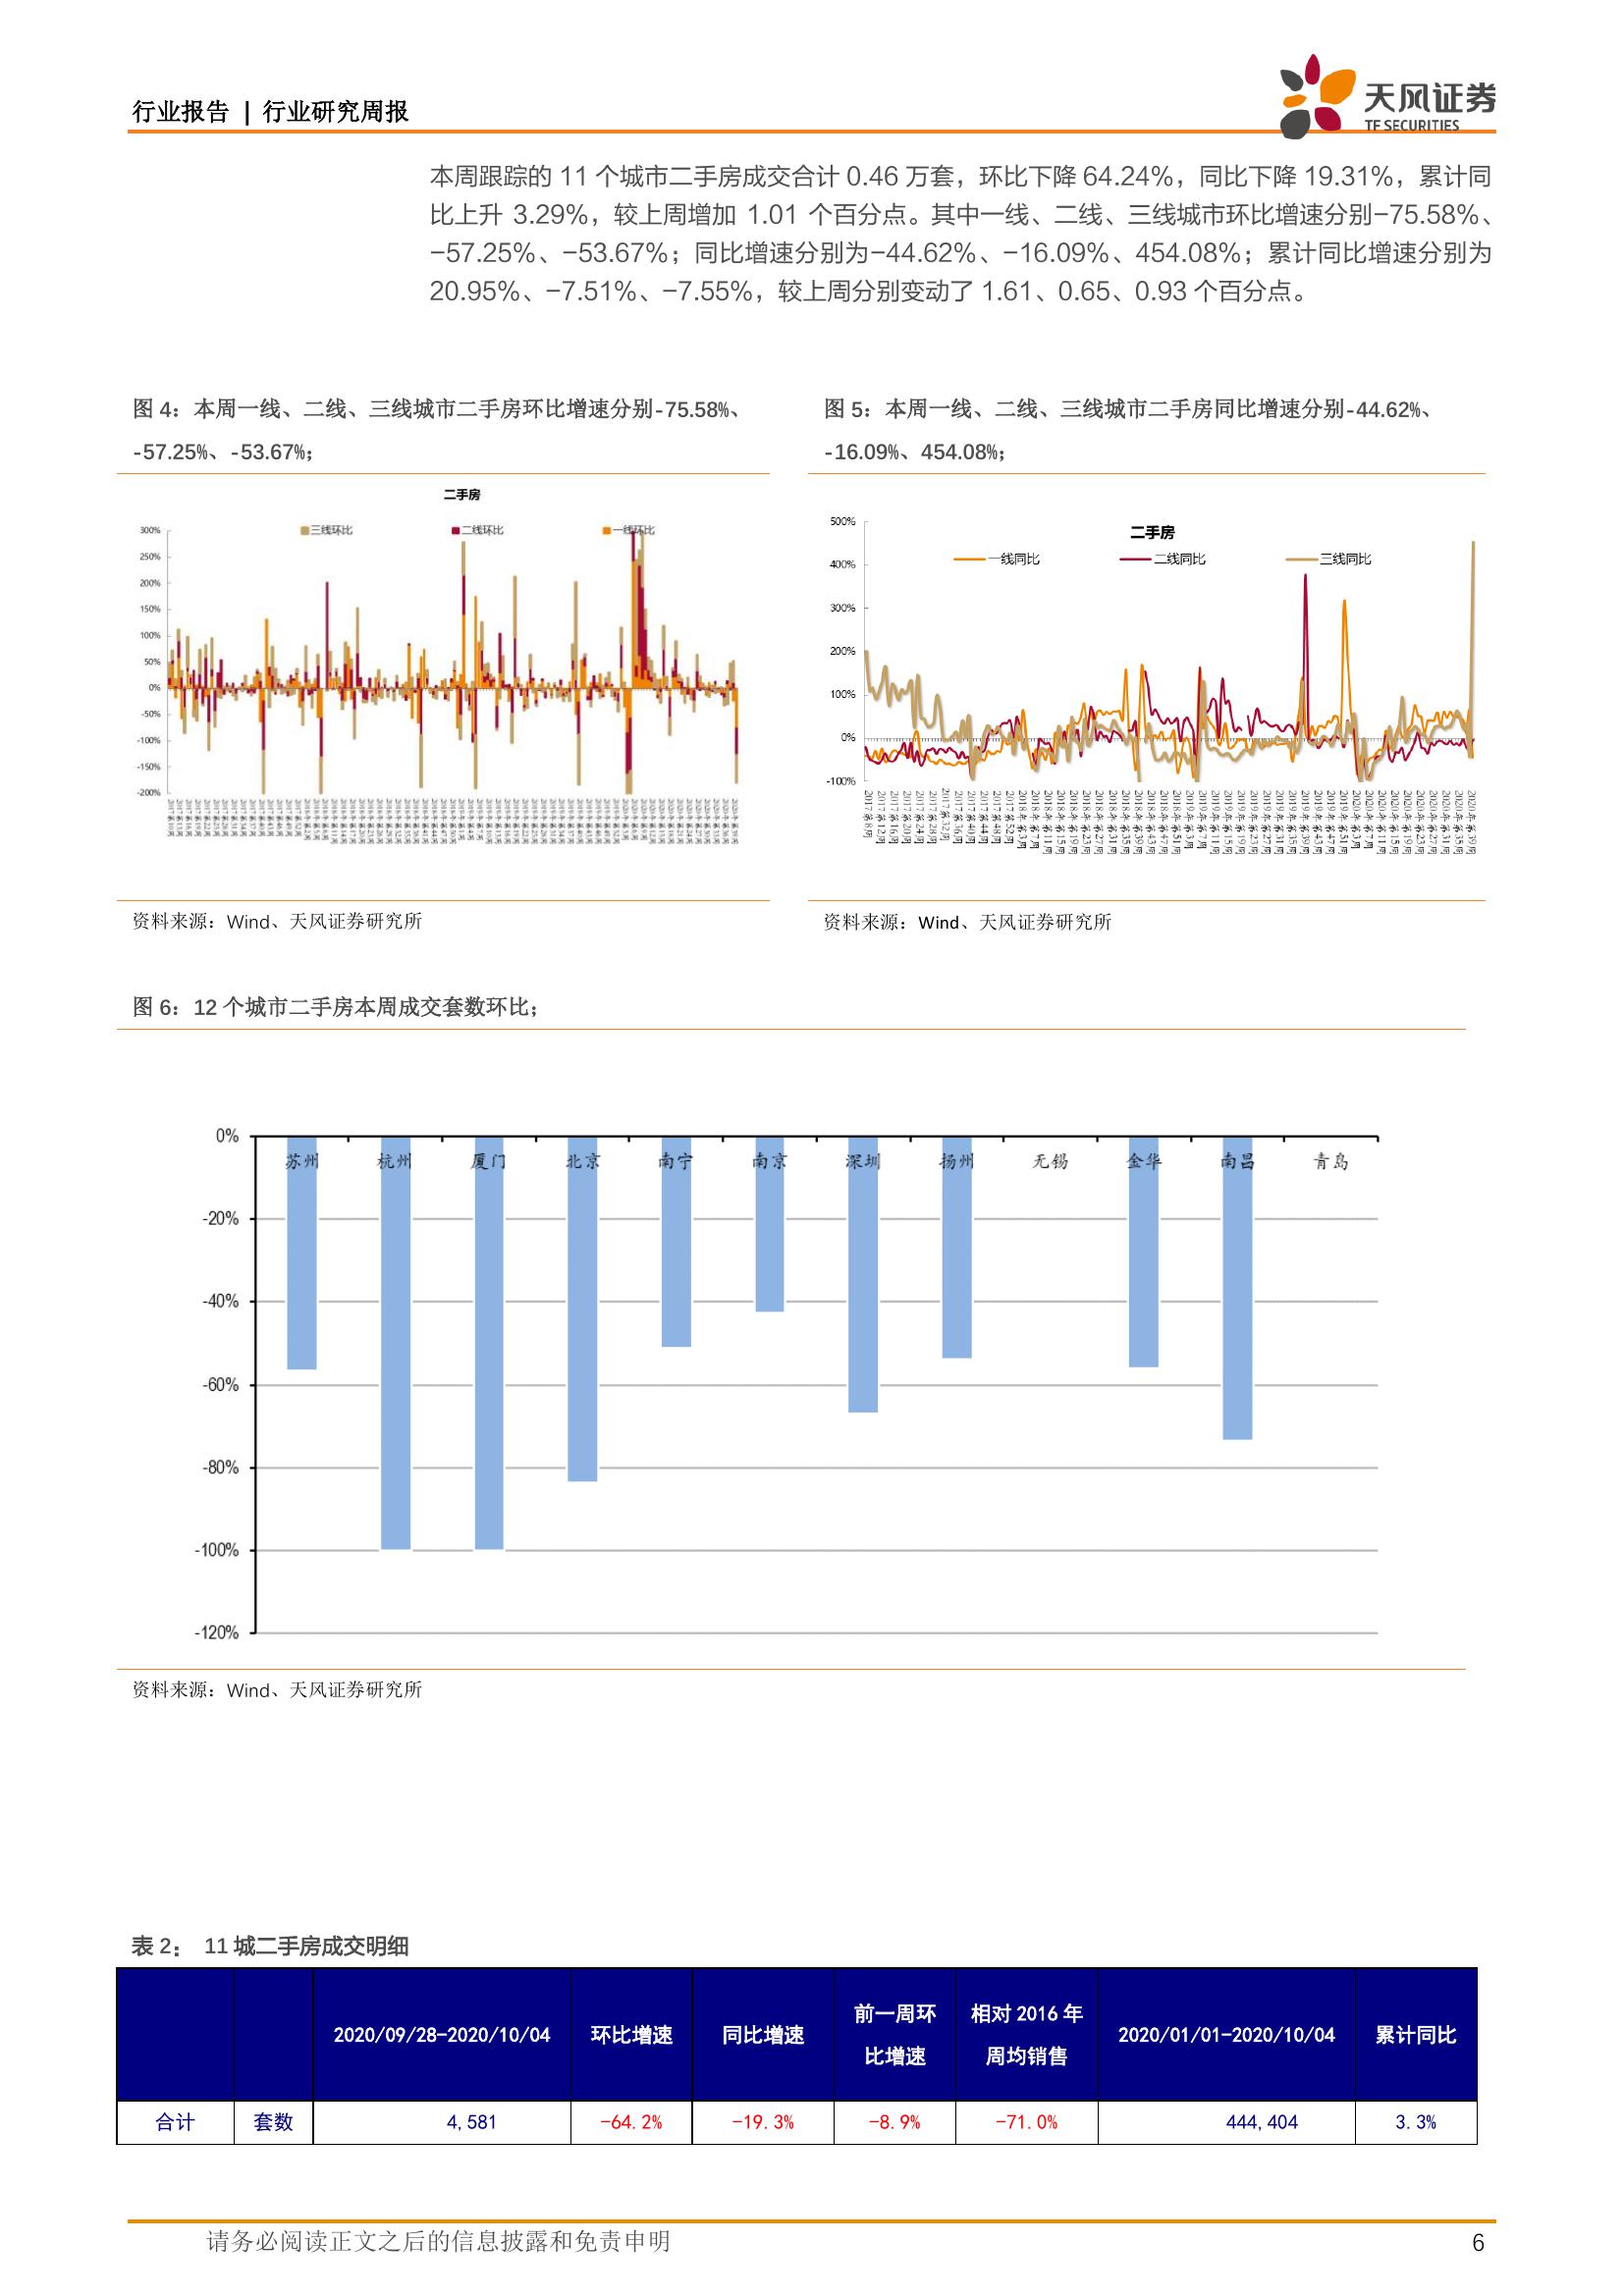 行业报告 | 行业研究周报
天风证券
TF SECURITIES
本周跟踪的 11 个城市二手房成交合计 0.46 万套，环比下降 64.24%，同比下降 19.31%，累计同
比上升 3.29%，较上周增加 1.01 个百分点。其中一线、二线、三线城市环比增速分别-75.58%、
-57.25%、-53.67%；同比增速分别为-44.62%、-16.09%、454.08%；累计同比增速分别为
20.95%、-7.51%、-7.55%，较上周分别变动了 1.61、0.65、0.93 个百分点。
图 4：本周一线、二线、三线城市二手房环比增速分别-75.58%、
-57.25%、-53.67%；
二手房
三线环比 二线环比 一线环比
300%
250%
200%
150%
100%
50%
0%
-50%
-100%
-150%
-200%
资料来源：Wind、天风证券研究所
图 5：本周一线、二线、三线城市二手房同比增速分别-44.62%、
-16.09%、454.08%；
二手房
一线同比 二线同比 三线同比
500%
400%
300%
200%
100%
0%
-100%
资料来源：Wind、天风证券研究所
图 6：12 个城市二手房本周成交套数环比；
0%
苏州 杭州 厦门 北京 南宁 南京 深圳 扬州 无锡 金华 南昌 青岛
-20%
-40%
-60%
-80%
-100%
-120%
资料来源：Wind、天风证券研究所
表 2： 11 城二手房成交明细
2020/09/28-2020/10/04 环比增速 同比增速 前一周环比增速 相对 2016 年周均销售 2020/01/01-2020/10/04 累计同比
合计 套数 4,581 -64.2% -19.3% -8.9% -71.0% 444,404 3.3%
请务必阅读正文之后的信息披露和免责申明 6